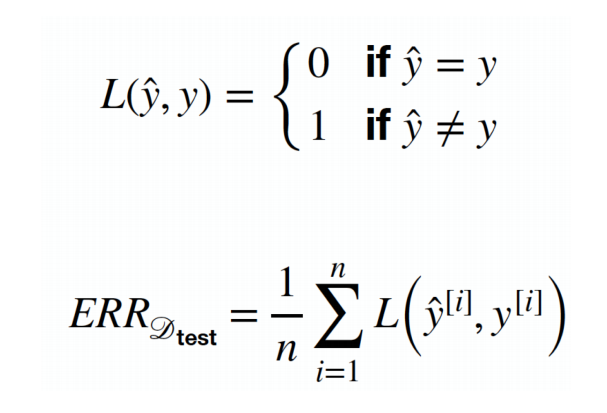 L(ŷ, y) = { 0 if ŷ = y
1 if ŷ ≠ y
ERR_𝒟test = 1/n ∑_{i=1}^{n} L(ŷ^[i], y^[i])